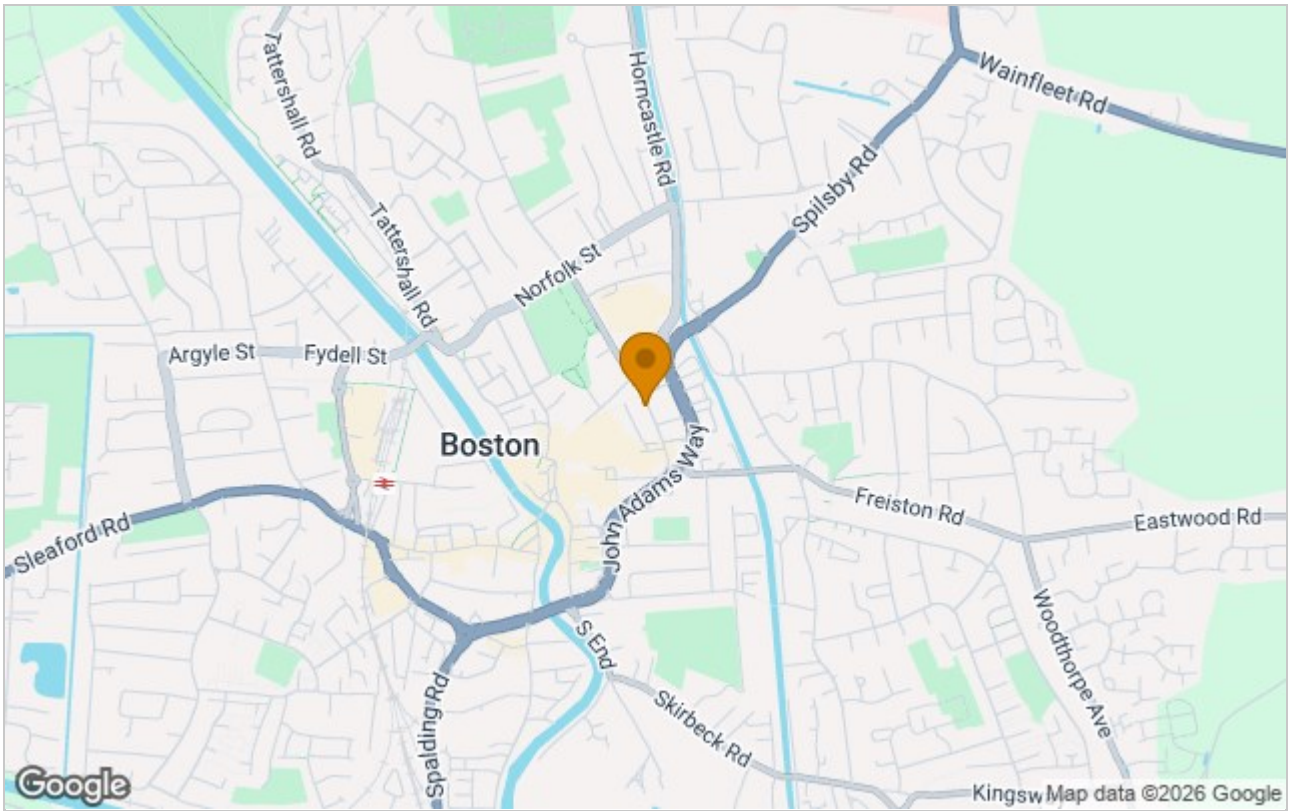 Tattershall Rd
Horncastle Rd
Wainfleet Rd
Spilsby Rd
Tattershall Rd
Norfolk St
Argyle St
Fydell St
Boston
John Adams Way
Freiston Rd
Eastwood Rd
Sleaford Rd
S End
Woodthorpe Ave
Spalding Rd
Skirbeck Rd
Google
Kingsw
Map data ©2026 Google